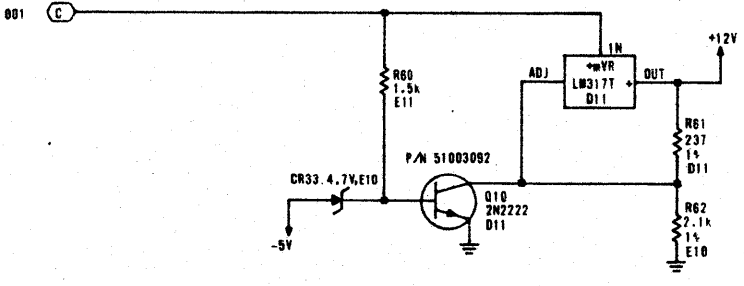 001
C
IN
+12V
+mVR
ADJ
LM317T +
OUT
D11
R60
1.5k
E11
R61
237
1%
D11
P/N 51003092
CR33.4.7V,E10
Q10
2N2222
D11
R62
2.1k
1%
E10
-5V